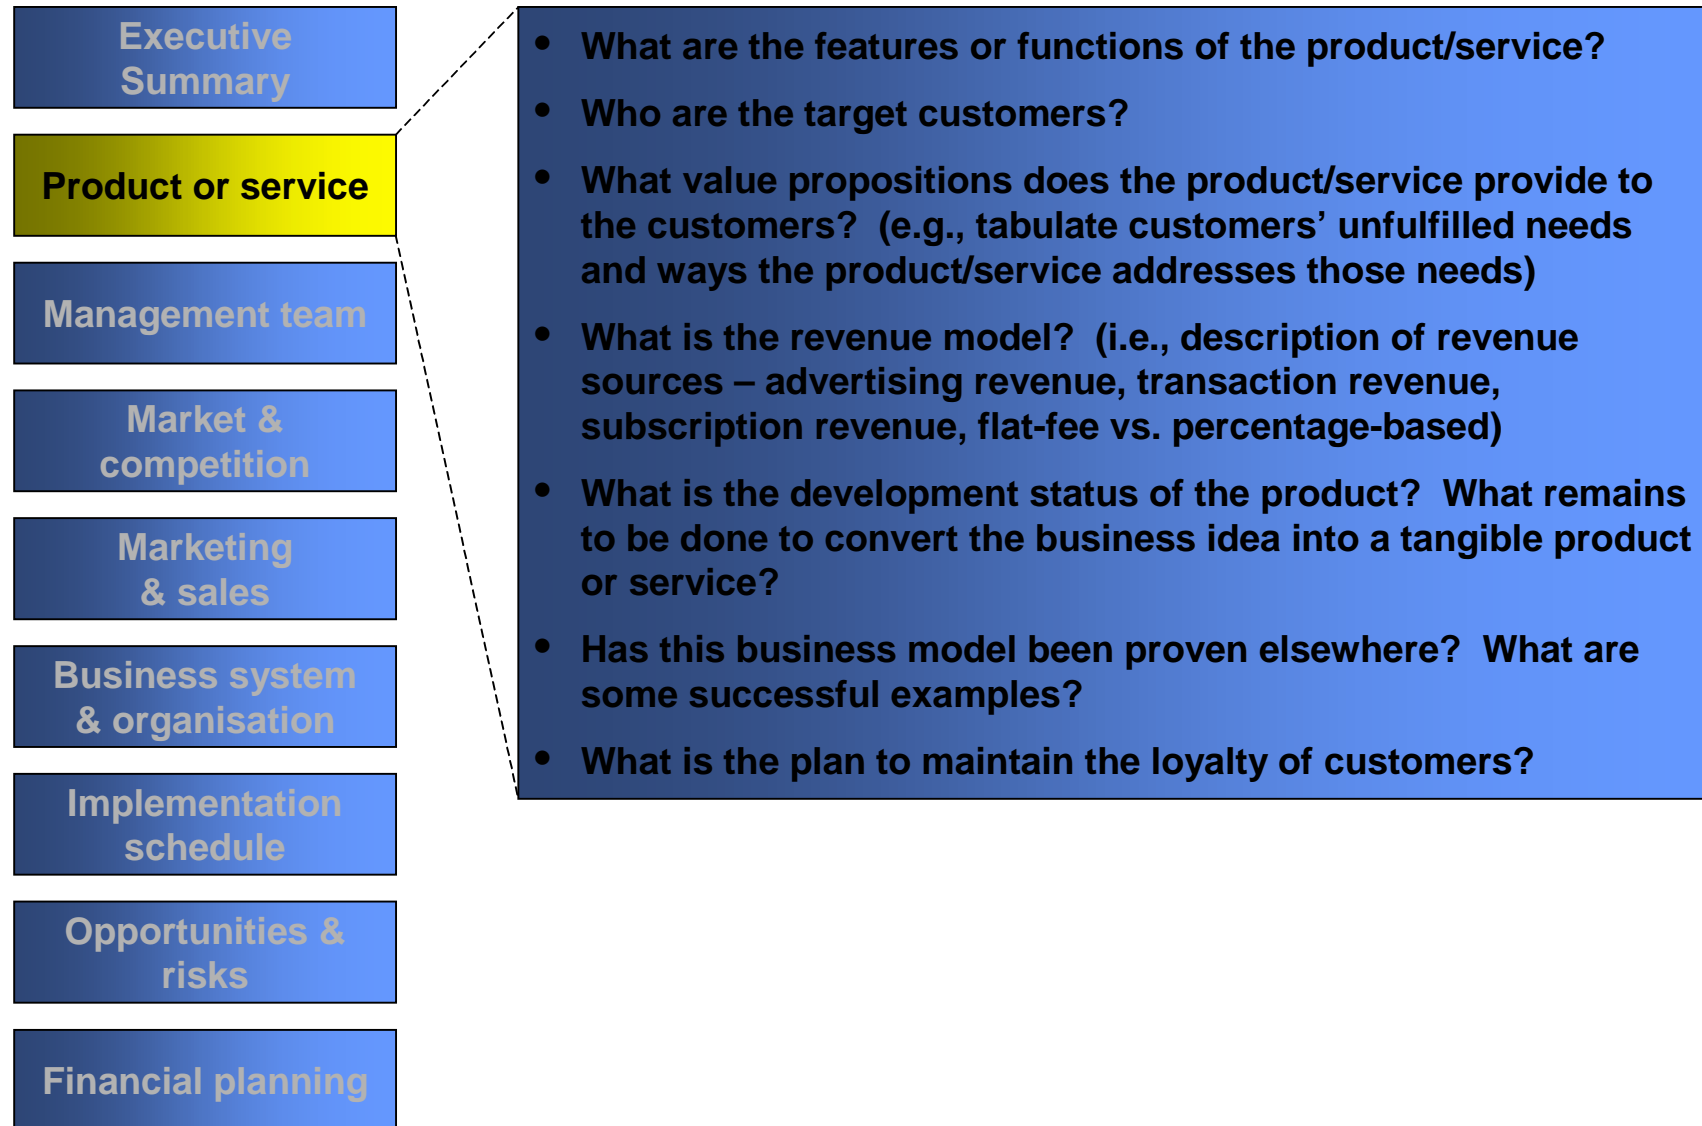 Executive
Summary
Product or service
Management team
Market &
competition
Marketing
& sales
Business system
& organisation
Implementation
schedule
Opportunities &
risks
Financial planning
• What are the features or functions of the product/service?
• Who are the target customers?
• What value propositions does the product/service provide to
the customers?  (e.g., tabulate customers’ unfulfilled needs
and ways the product/service addresses those needs)
• What is the revenue model?  (i.e., description of revenue
sources – advertising revenue, transaction revenue,
subscription revenue, flat-fee vs. percentage-based)
• What is the development status of the product?  What remains
to be done to convert the business idea into a tangible product
or service?
• Has this business model been proven elsewhere?  What are
some successful examples?
• What is the plan to maintain the loyalty of customers?